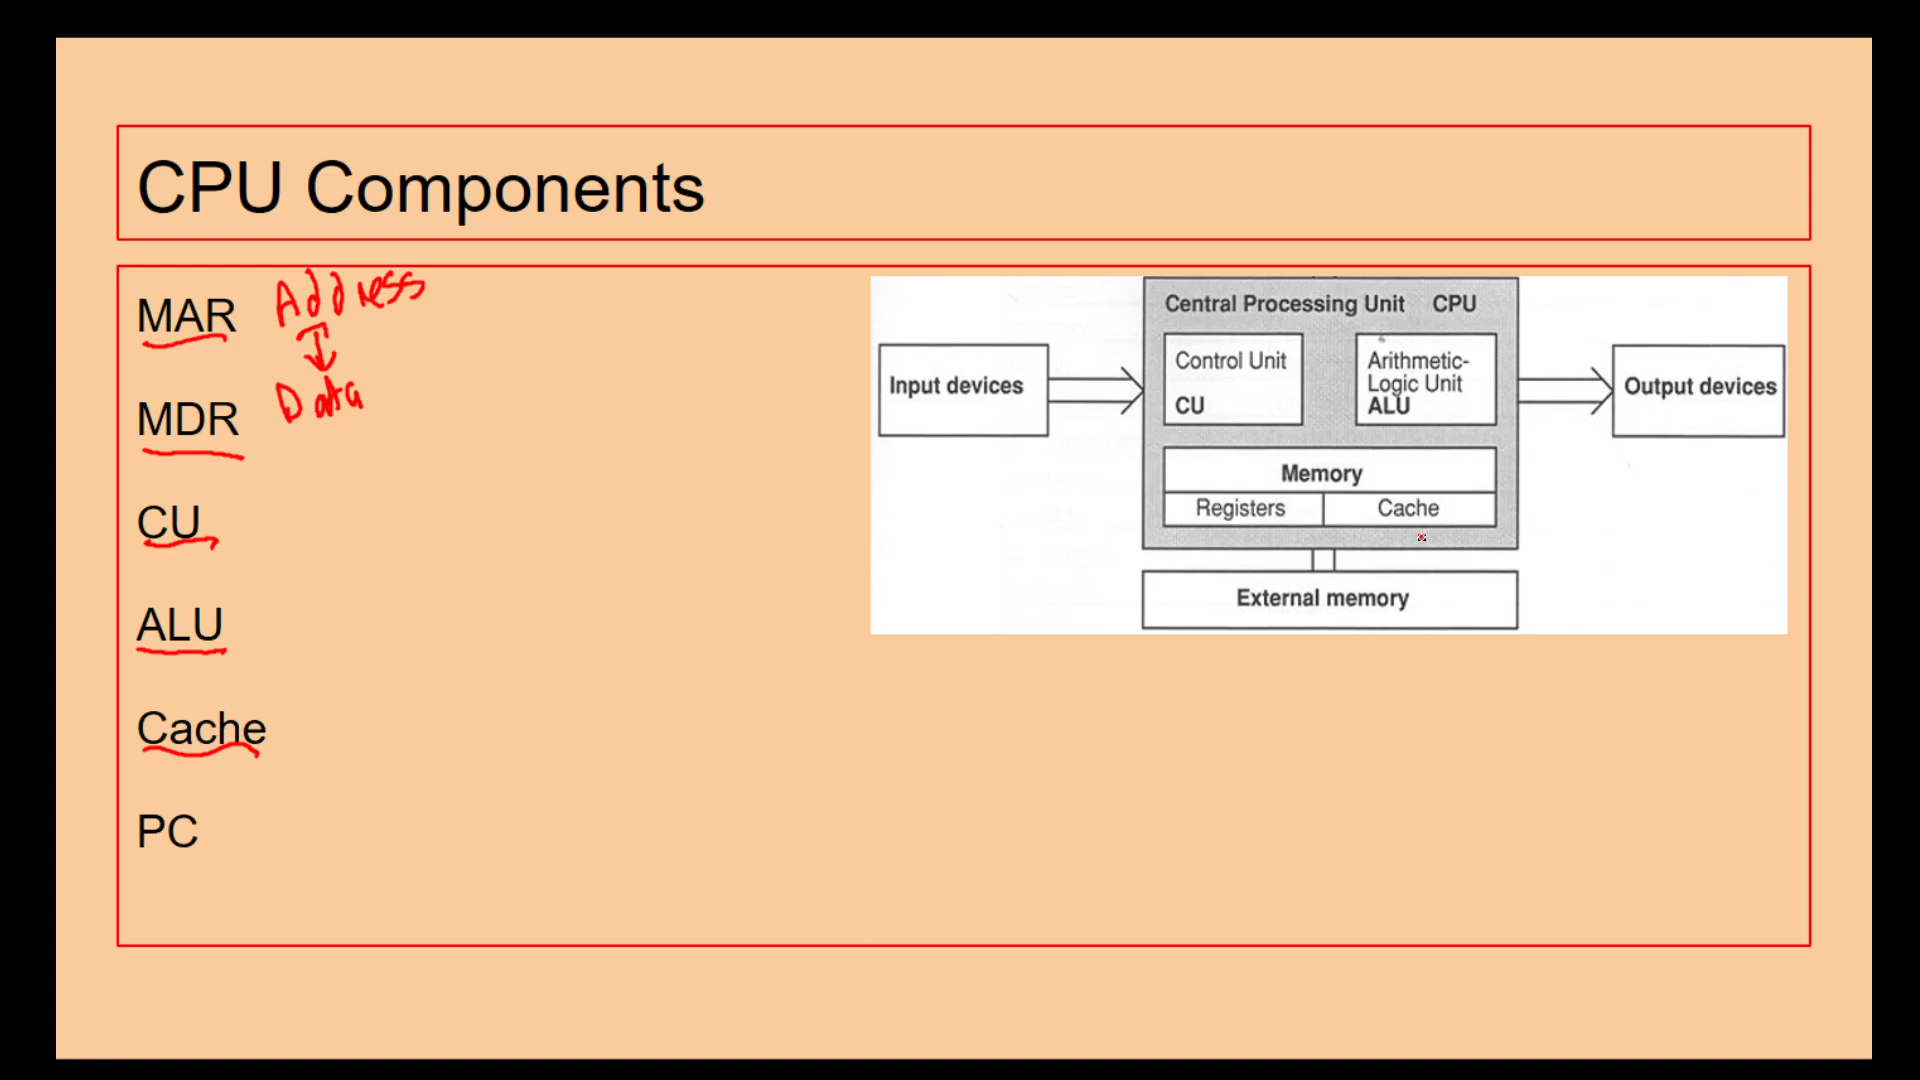 CPU Components
MAR Address
MDR Data
CU
ALU
Cache
PC
Central Processing Unit CPU
Input devices
Control Unit
CU
Arithmetic-
Logic Unit
ALU
Output devices
Memory
Registers Cache
External memory